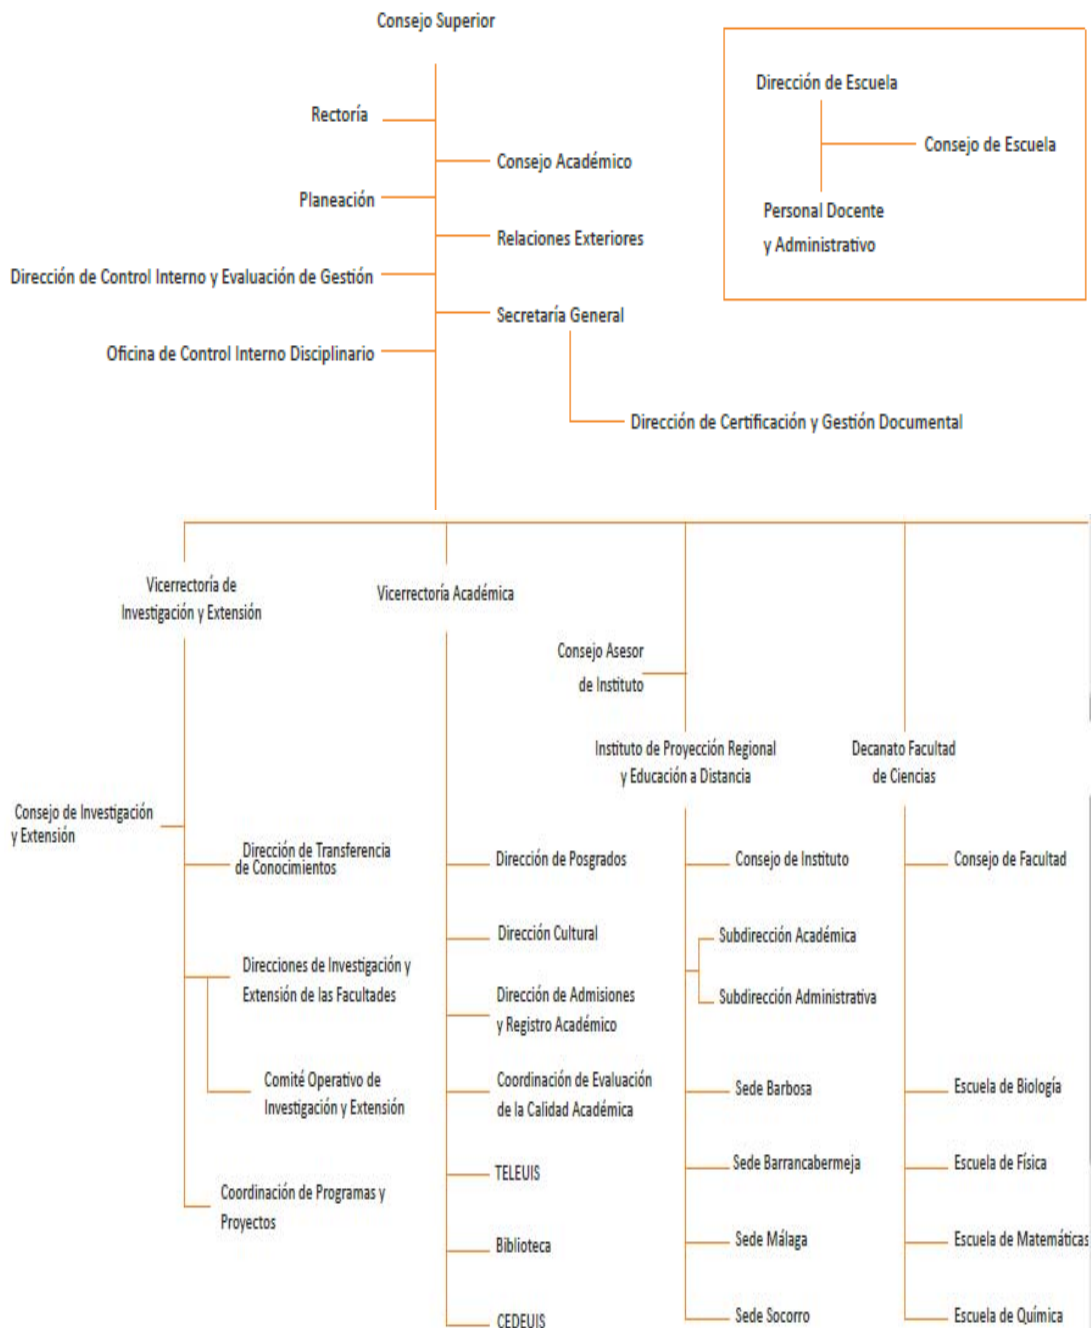 Consejo Superior
Rectoría
Consejo Académico
Planeación
Relaciones Exteriores
Dirección de Control Interno y Evaluación de Gestión
Secretaría General
Oficina de Control Interno Disciplinario
Dirección de Certificación y Gestión Documental
Dirección de Escuela
Consejo de Escuela
Personal Docente
y Administrativo
Vicerrectoría de
Investigación y Extensión
Consejo de Investigación
y Extensión
Dirección de Transferencia
de Conocimientos
Direcciones de Investigación y
Extensión de las Facultades
Comité Operativo de
Investigación y Extensión
Coordinación de Programas y
Proyectos
Vicerrectoría Académica
Dirección de Posgrados
Dirección Cultural
Dirección de Admisiones
y Registro Académico
Coordinación de Evaluación
de la Calidad Académica
TELEUIS
Biblioteca
CEDEUIS
Consejo Asesor
de Instituto
Instituto de Proyección Regional
y Educación a Distancia
Consejo de Instituto
Subdirección Académica
Subdirección Administrativa
Sede Barbosa
Sede Barrancabermeja
Sede Málaga
Sede Socorro
Decanato Facultad
de Ciencias
Consejo de Facultad
Escuela de Biología
Escuela de Física
Escuela de Matemáticas
Escuela de Química